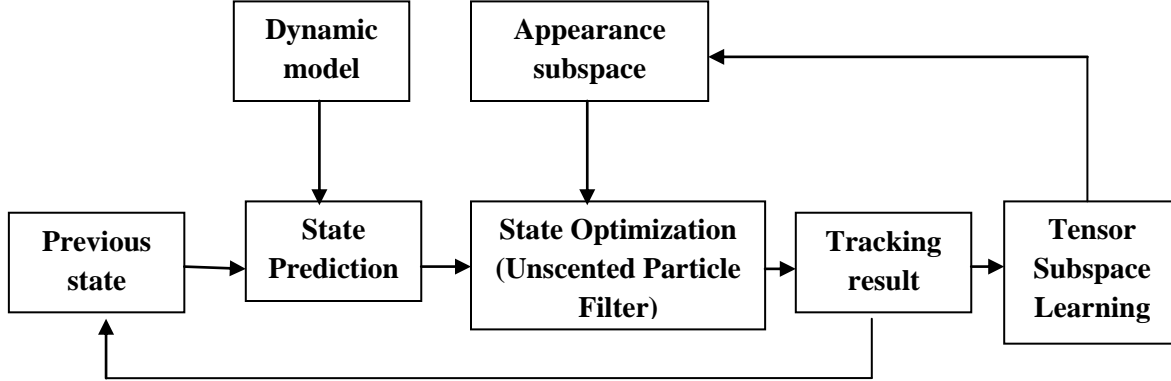 Dynamic
model
Appearance
subspace
Previous
state
State
Prediction
State Optimization
(Unscented Particle
Filter)
Tracking
result
Tensor
Subspace
Learning